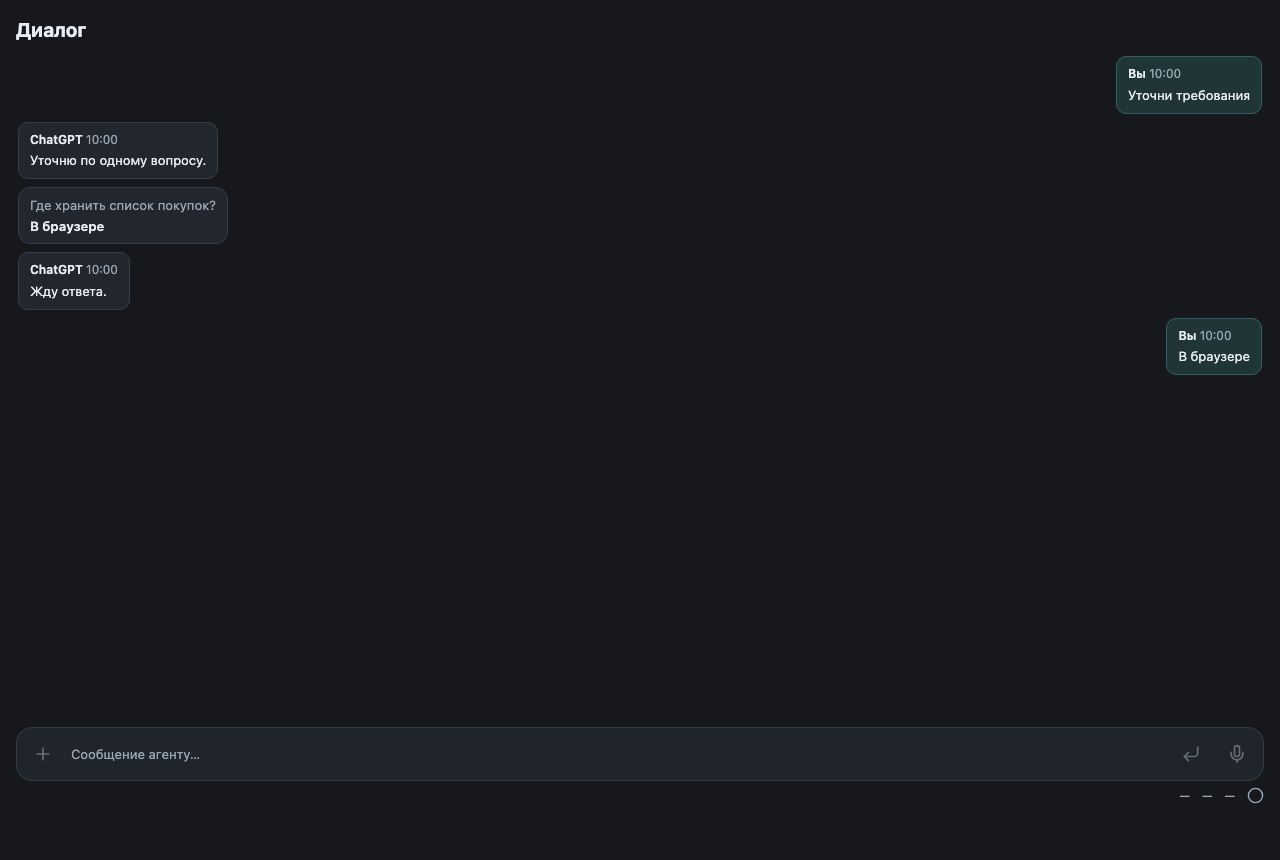 Диалог
Вы 10:00
Уточни требования
ChatGPT 10:00
Уточню по одному вопросу.
Где хранить список покупок?
В браузере
ChatGPT 10:00
Жду ответа.
Вы 10:00
В браузере
Сообщение агенту…
— — —